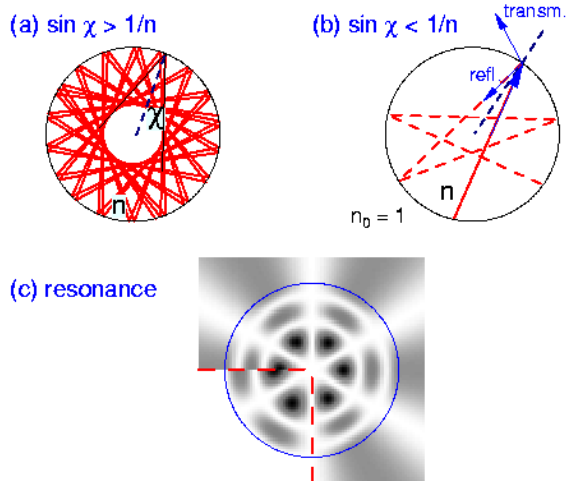 (a) sin χ > 1/n
χ
n
(b) sin χ < 1/n
transm.
refl.
n
n₀ = 1
(c) resonance